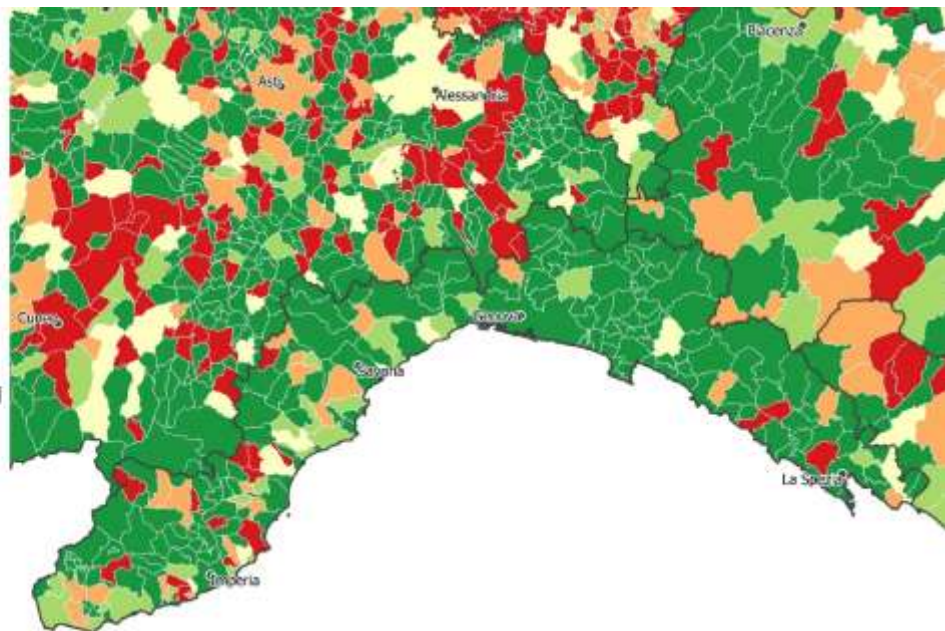 Piacenza
Asti
Alessandria
Cuneo
Genova
Savona
La Spezia
Imperia